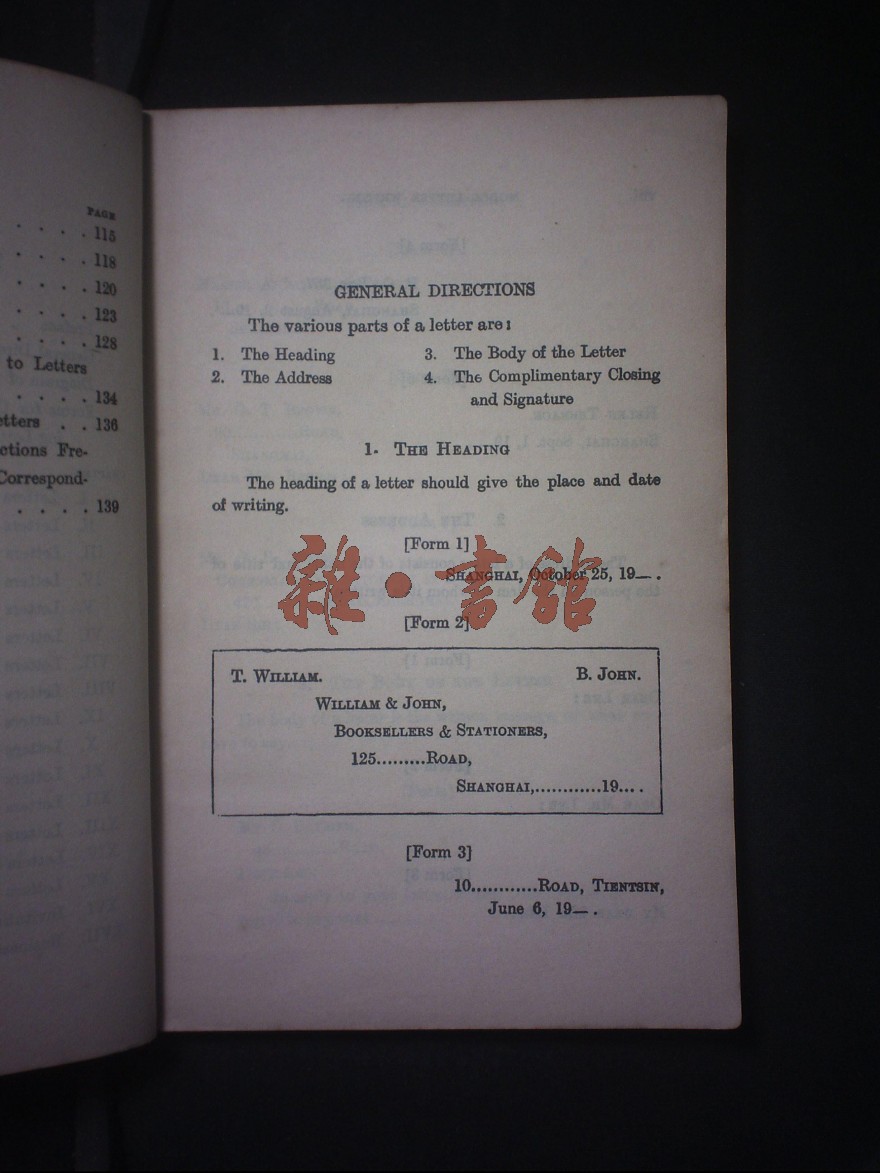 PAGE
. . . . 115
. . . . 118
. . . . 120
. . . . 123
. . . . 128
to Letters
. . . . 134
etters . . 136
ctions Fre-
Correspond-
. . . . 139
GENERAL DIRECTIONS
The various parts of a letter are:
1. The Heading
2. The Address
3. The Body of the Letter
4. The Complimentary Closing
and Signature
1. THE HEADING
The heading of a letter should give the place and date
of writing.
[Form 1]
SHANGHAI, October 25, 19—.
雜·書館
[Form 2]
T. WILLIAM. B. JOHN.
WILLIAM & JOHN,
BOOKSELLERS & STATIONERS,
125.........ROAD,
SHANGHAI,............19....
[Form 3]
10............ROAD, TIENTSIN,
June 6, 19—.